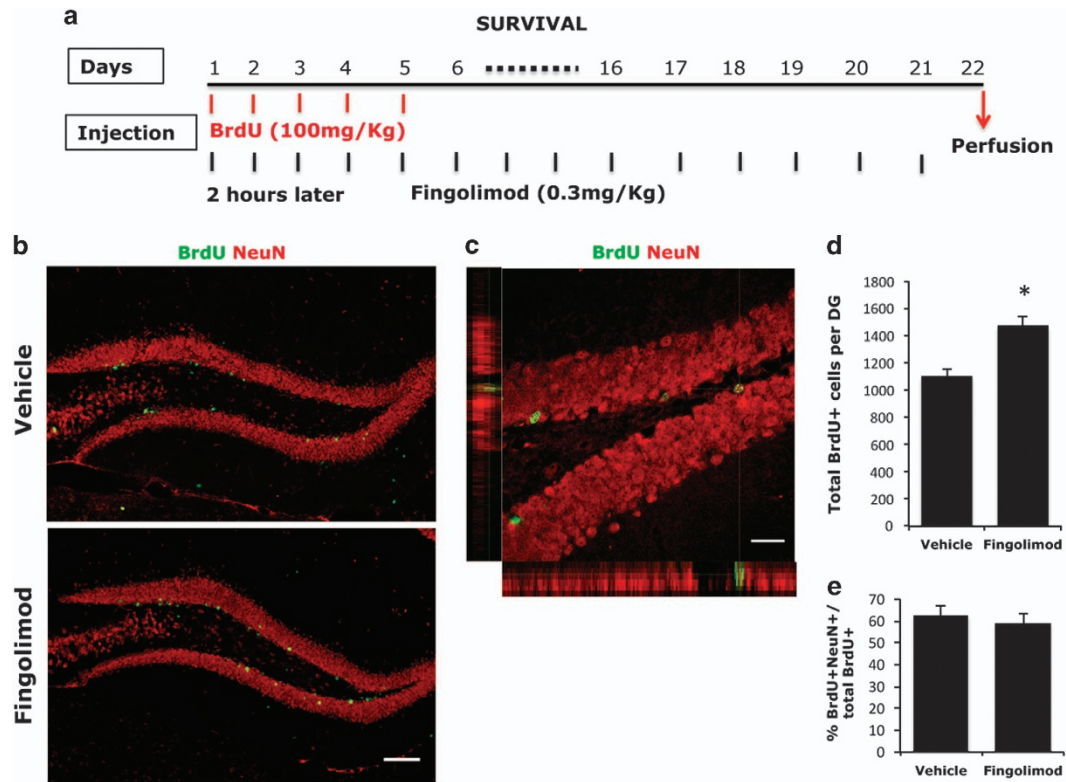 a
SURVIVAL
Days
1 2 3 4 5 6 16 17 18 19 20 21 22
Injection
BrdU (100mg/Kg)
Perfusion
2 hours later Fingolimod (0.3mg/Kg)
b
BrdU NeuN
Vehicle
Fingolimod
c
BrdU NeuN
d
Total BrdU+ cells per DG
1800
1600
1400
1200
1000
800
600
400
200
0
*
Vehicle Fingolimod
e
% BrdU+NeuN+/
total BrdU+
70
60
50
40
30
20
10
0
Vehicle Fingolimod